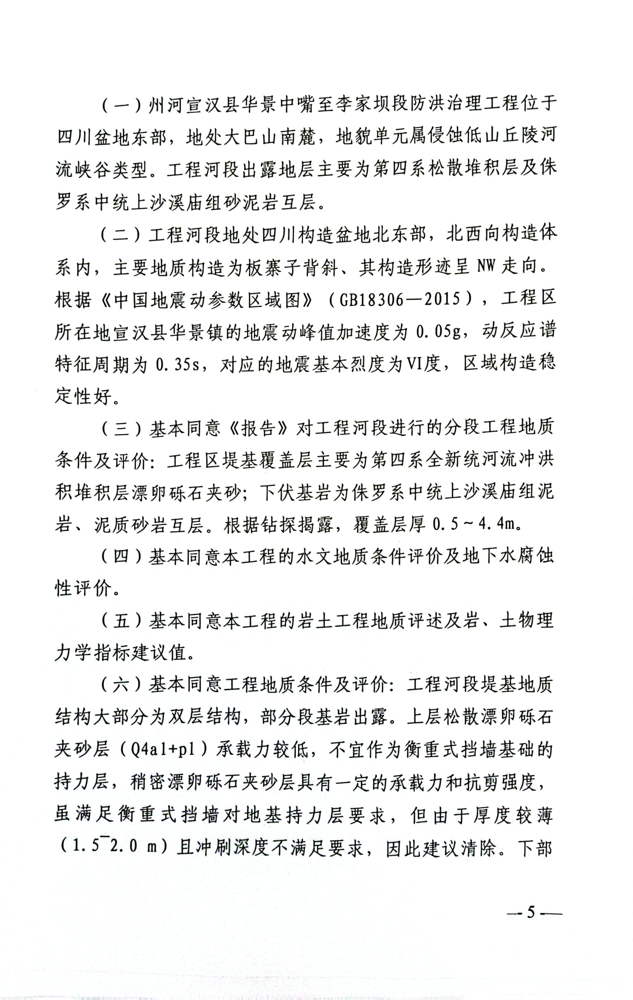 （一）州河宣汉县华景中嘴至李家坝段防洪治理工程位于
四川盆地东部，地处大巴山南麓，地貌单元属侵蚀低山丘陵河
流峡谷类型。工程河段出露地层主要为第四系松散堆积层及侏
罗系中统上沙溪庙组砂泥岩互层。
（二）工程河段地处四川构造盆地北东部，北西向构造体
系内，主要地质构造为板寨子背斜、其构造形迹呈 NW 走向。
根据《中国地震动参数区域图》（GB18306—2015），工程区
所在地宣汉县华景镇的地震动峰值加速度为 0.05g，动反应谱
特征周期为 0.35s，对应的地震基本烈度为Ⅵ度，区域构造稳
定性好。
（三）基本同意《报告》对工程河段进行的分段工程地质
条件及评价：工程区堤基覆盖层主要为第四系全新统河流冲洪
积堆积层漂卵砾石夹砂；下伏基岩为侏罗系中统上沙溪庙组泥
岩、泥质砂岩互层。根据钻探揭露，覆盖层厚 0.5～4.4m。
（四）基本同意本工程的水文地质条件评价及地下水腐蚀
性评价。
（五）基本同意本工程的岩土工程地质评述及岩、土物理
力学指标建议值。
（六）基本同意工程地质条件及评价：工程河段堤基地质
结构大部分为双层结构，部分段基岩出露。上层松散漂卵砾石
夹砂层（Q4al+pl）承载力较低，不宜作为衡重式挡墙基础的
持力层，稍密漂卵砾石夹砂层具有一定的承载力和抗剪强度，
虽满足衡重式挡墙对地基持力层要求，但由于厚度较薄
（1.5‾2.0 m）且冲刷深度不满足要求，因此建议清除。下部
— 5 —